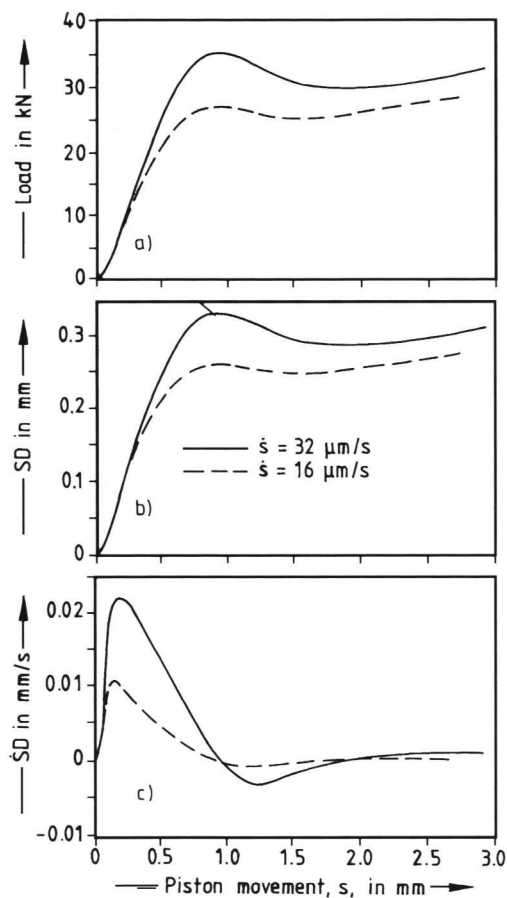 40
30
20
10
0
Load in kN
a)
0.3
0.2
0.1
0
SD in mm
ṡ = 32 µm/s
ṡ = 16 µm/s
b)
0.02
0.01
0
-0.01
ṠD in mm/s
c)
0 0.5 1.0 1.5 2.0 2.5 3.0
Piston movement, s, in mm